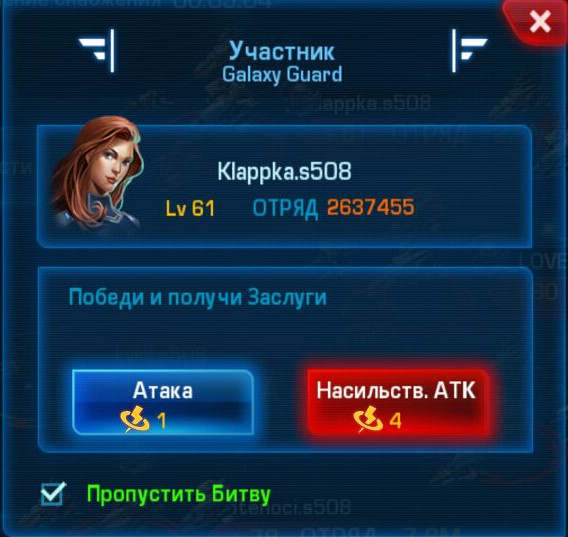 Участник
Galaxy Guard
Klappka.s508
Lv 61 ОТРЯД 2637455
Победи и получи Заслуги
Атака
1
Насильств. АТК
4
Пропустить Битву